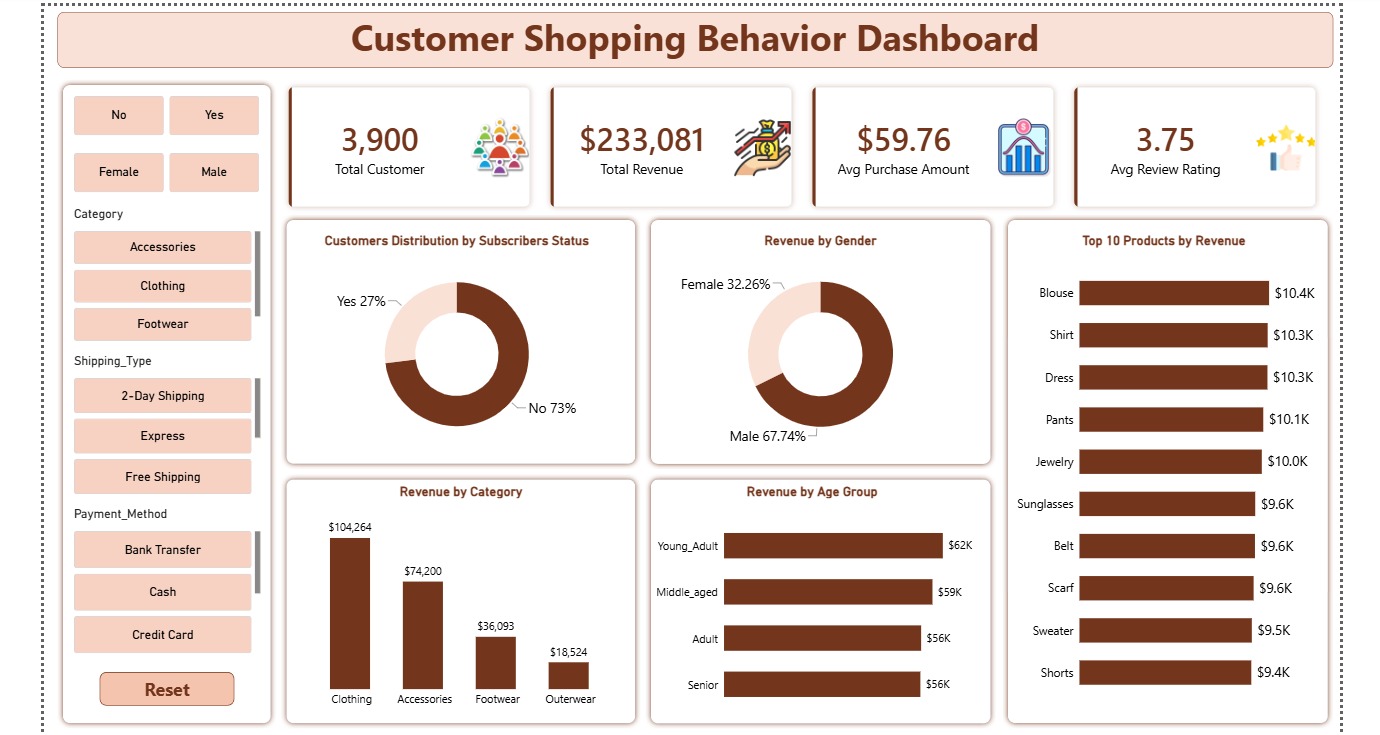 Customer Shopping Behavior Dashboard
No Yes
Female Male
Category
Accessories
Clothing
Footwear
Shipping_Type
2-Day Shipping
Express
Free Shipping
Payment_Method
Bank Transfer
Cash
Credit Card
Reset
3,900
Total Customer
$233,081
Total Revenue
$59.76
Avg Purchase Amount
3.75
Avg Review Rating
Customers Distribution by Subscribers Status
Yes 27%
No 73%
Revenue by Gender
Female 32.26%
Male 67.74%
Top 10 Products by Revenue
Blouse $10.4K
Shirt $10.3K
Dress $10.3K
Pants $10.1K
Jewelry $10.0K
Sunglasses $9.6K
Belt $9.6K
Scarf $9.6K
Sweater $9.5K
Shorts $9.4K
Revenue by Category
$104,264
$74,200
$36,093
$18,524
Clothing Accessories Footwear Outerwear
Revenue by Age Group
Young_Adult $62K
Middle_aged $59K
Adult $56K
Senior $56K